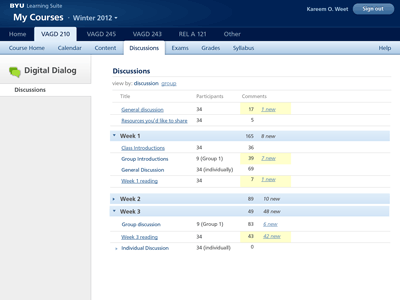 BYU Learning Suite
Kareem O. Weet
Sign out
My Courses · Winter 2012
Home VAGD 210 VAGD 245 VAGD 243 REL A 121 Other
Course Home Calendar Content Discussions Exams Grades Syllabus Help
Digital Dialog
Discussions
Discussions
view by: discussion group
Title Participants Comments
General discussion 34 17 1 new
Resources you'd like to share 34 5
Week 1 165 8 new
Class Introductions 34 36
Group Introductions 9 (Group 1) 39 7 new
General Discussion 34 (individually) 69
Week 1 reading 34 7 1 new
Week 2 89 10 new
Week 3 49 48 new
Group discussion 9 (Group 1) 83 6 new
Week 3 reading 34 43 42 new
Individual Discussion 34 (individuall) 0